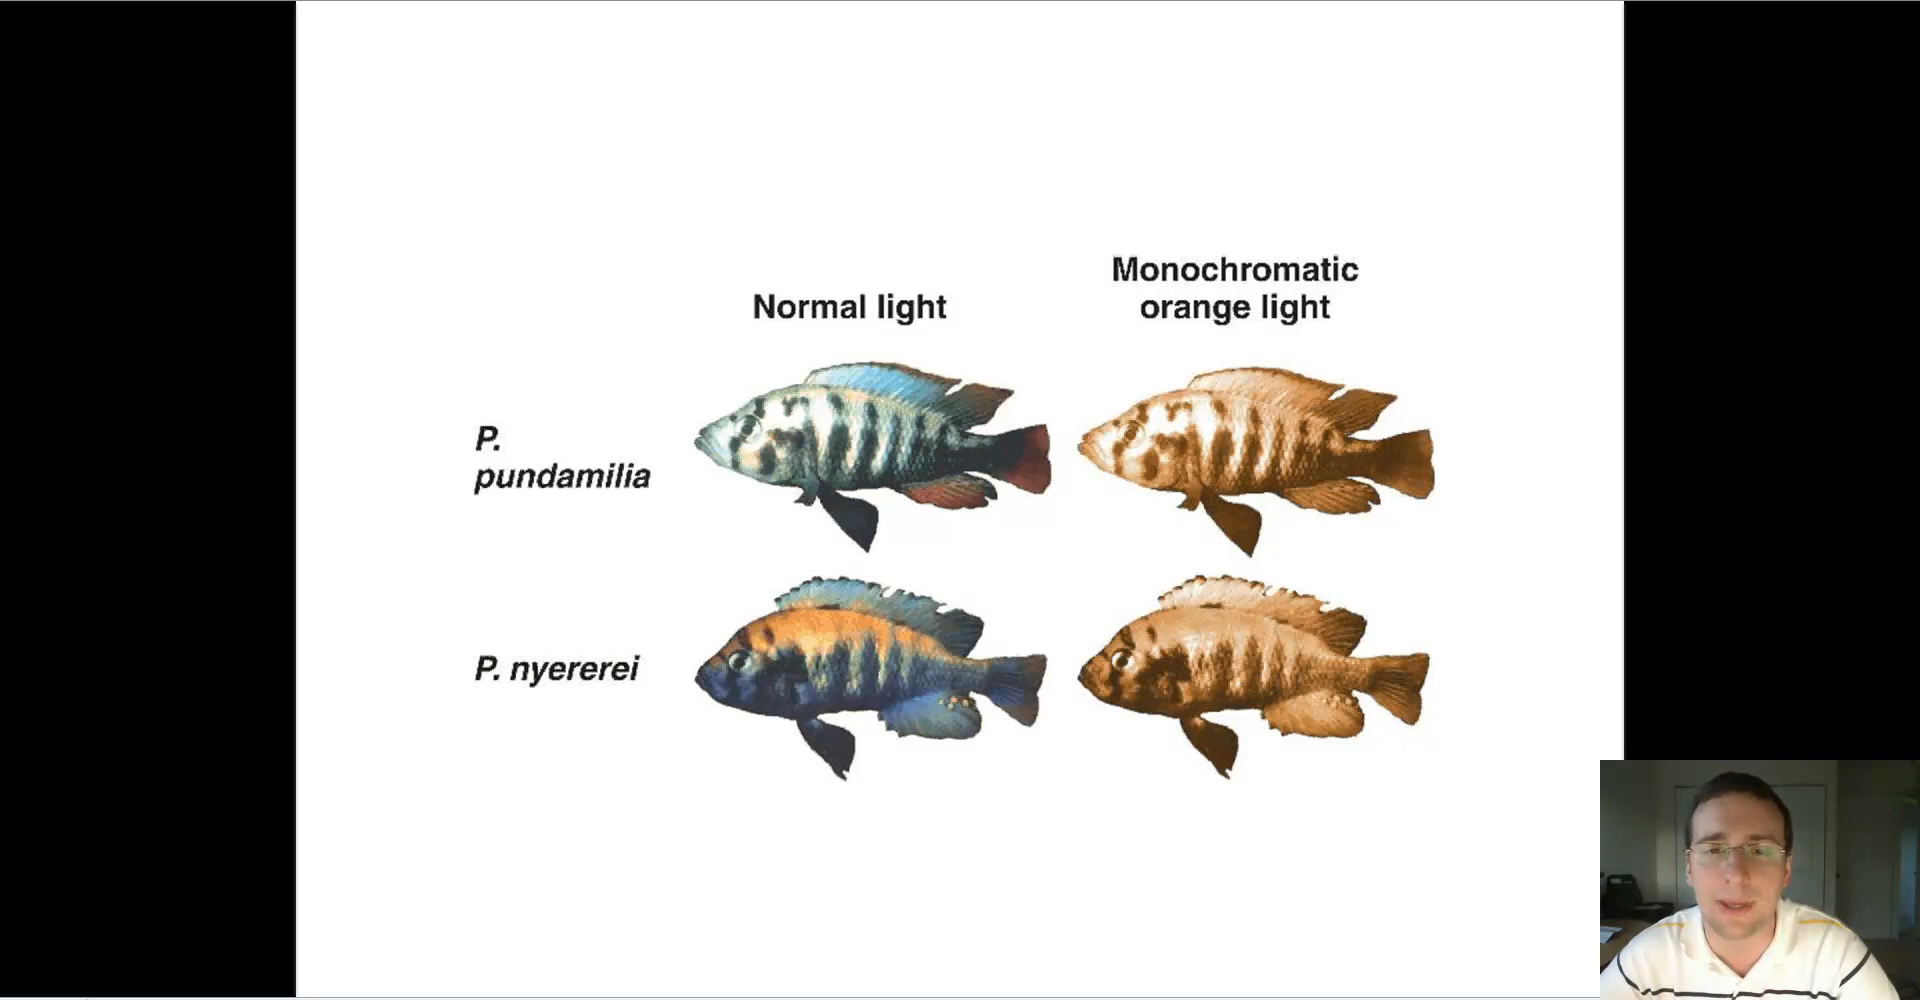 Normal light
Monochromatic
orange light
P.
pundamilia
P. nyererei